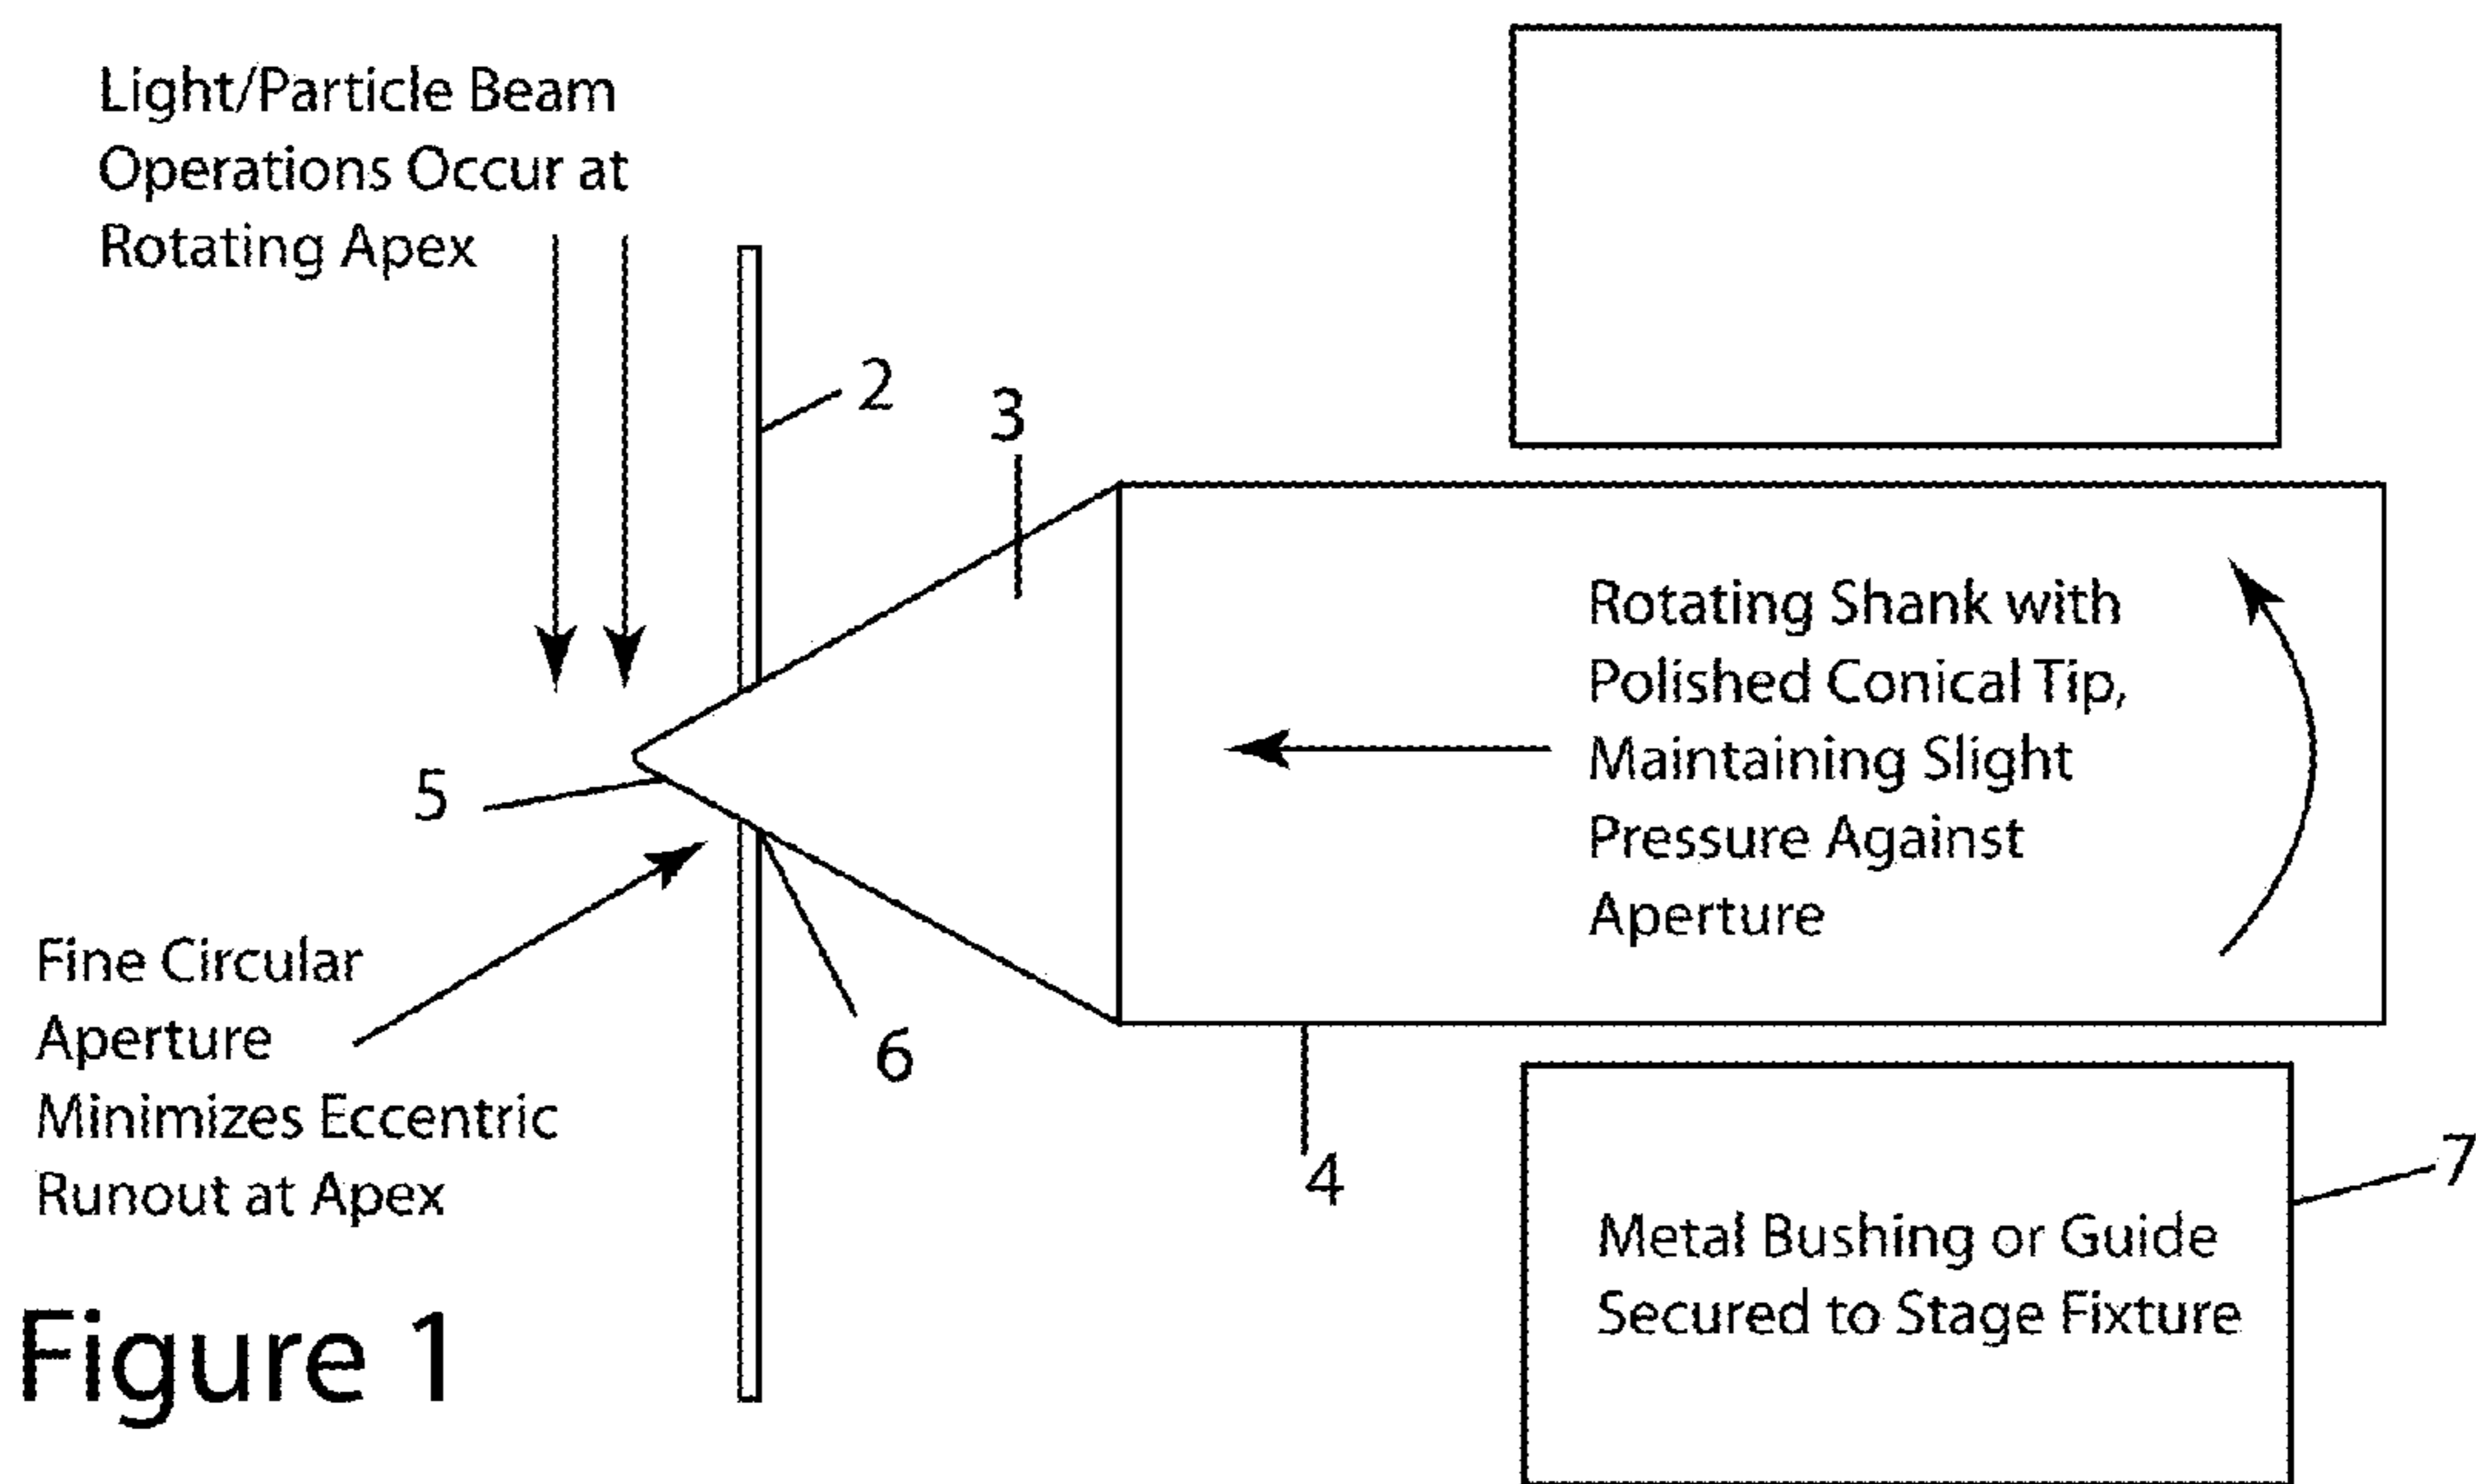 Light/Particle Beam
Operations Occur at
Rotating Apex
2
3
Rotating Shank with
Polished Conical Tip,
Maintaining Slight
Pressure Against
Aperture
5
Fine Circular
Aperture
Minimizes Eccentric
Runout at Apex
6
4
7
Metal Bushing or Guide
Secured to Stage Fixture
Figure 1